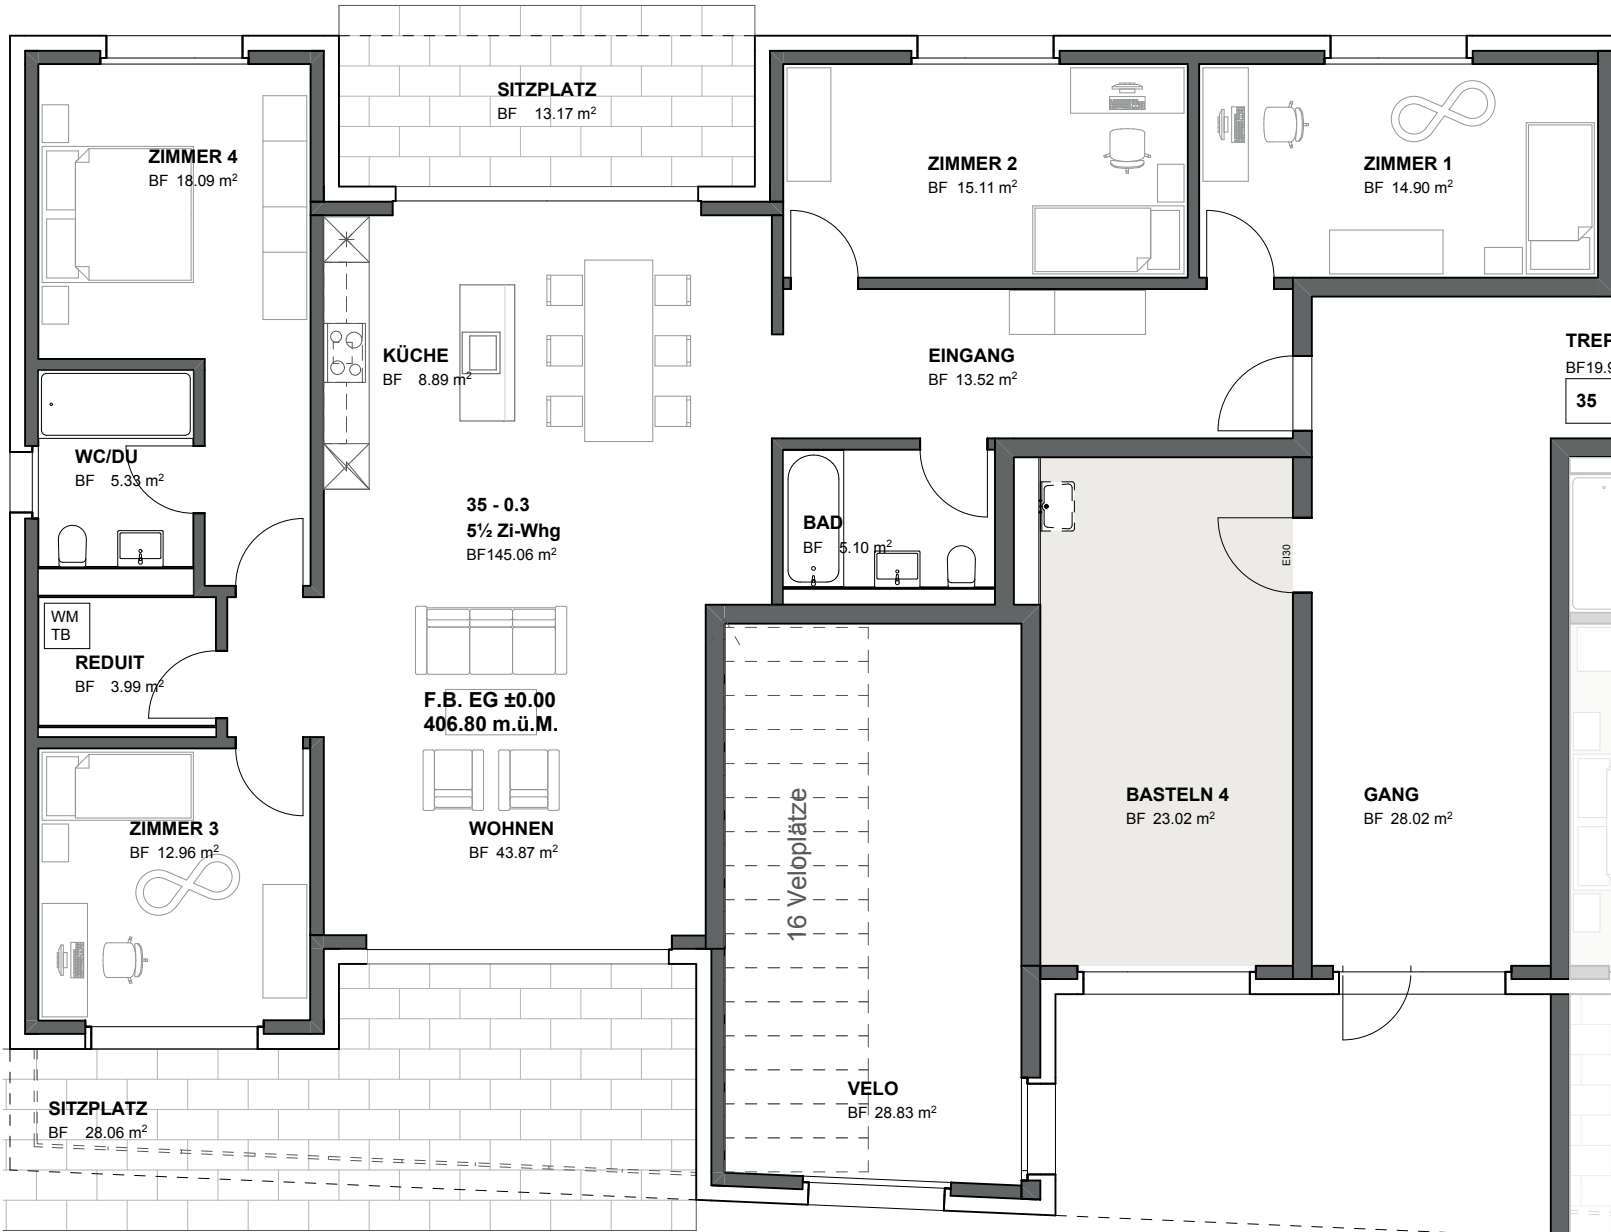 SITZPLATZ
BF 13.17 m²
ZIMMER 4
BF 18.09 m²
ZIMMER 2
BF 15.11 m²
ZIMMER 1
BF 14.90 m²
KÜCHE
BF 8.89 m²
EINGANG
BF 13.52 m²
TREP
BF19.9
35
WC/DU
BF 5.33 m²
35 - 0.3
5½ Zi-Whg
BF145.06 m²
BAD
BF 5.10 m²
EI30
WM
TB
REDUIT
BF 3.99 m²
F.B. EG ±0.00
406.80 m.ü.M.
16 Veloplätze
BASTELN 4
BF 23.02 m²
GANG
BF 28.02 m²
ZIMMER 3
BF 12.96 m²
WOHNEN
BF 43.87 m²
VELO
BF 28.83 m²
SITZPLATZ
BF 28.06 m²